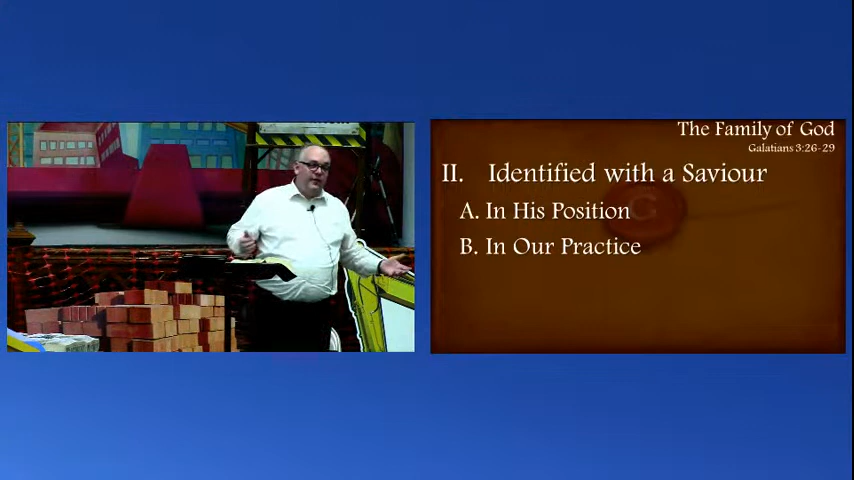 The Family of God
Galatians 3:26-29
II. Identified with a Saviour
A. In His Position
B. In Our Practice